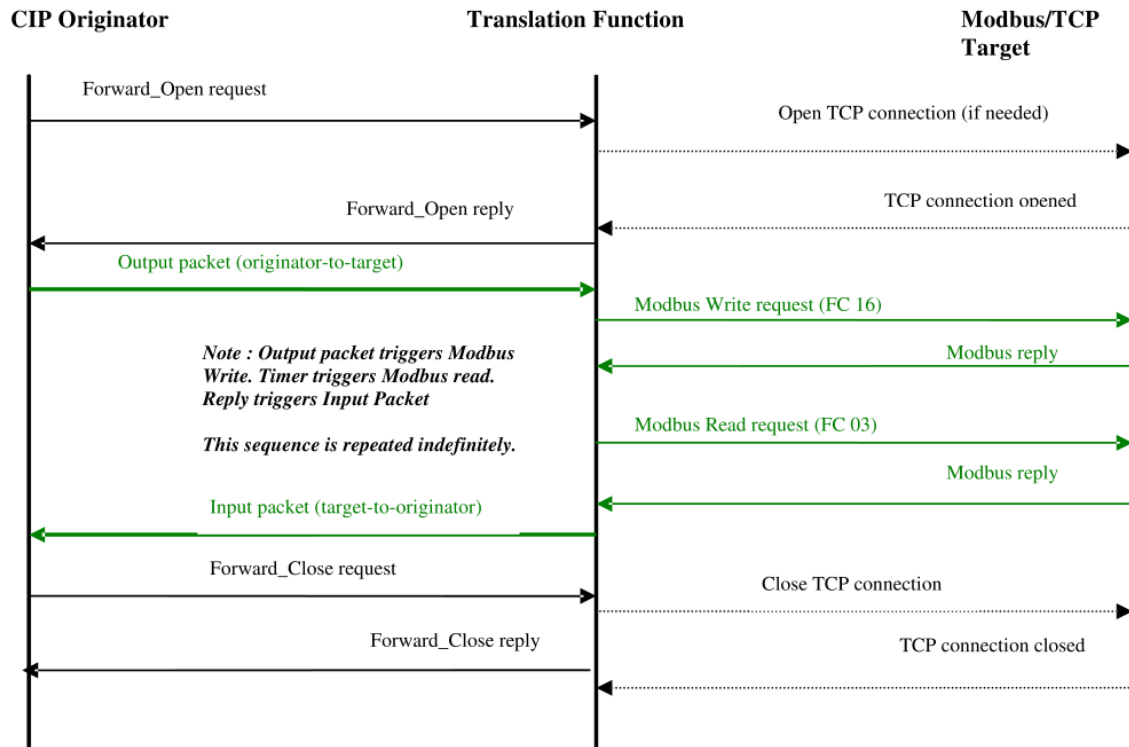 CIP Originator
Translation Function
Modbus/TCP
Target
Forward_Open request
Open TCP connection (if needed)
TCP connection opened
Forward_Open reply
Output packet (originator-to-target)
Modbus Write request (FC 16)
Note : Output packet triggers Modbus
Write. Timer triggers Modbus read.
Reply triggers Input Packet
This sequence is repeated indefinitely.
Modbus reply
Modbus Read request (FC 03)
Modbus reply
Input packet (target-to-originator)
Forward_Close request
Close TCP connection
Forward_Close reply
TCP connection closed